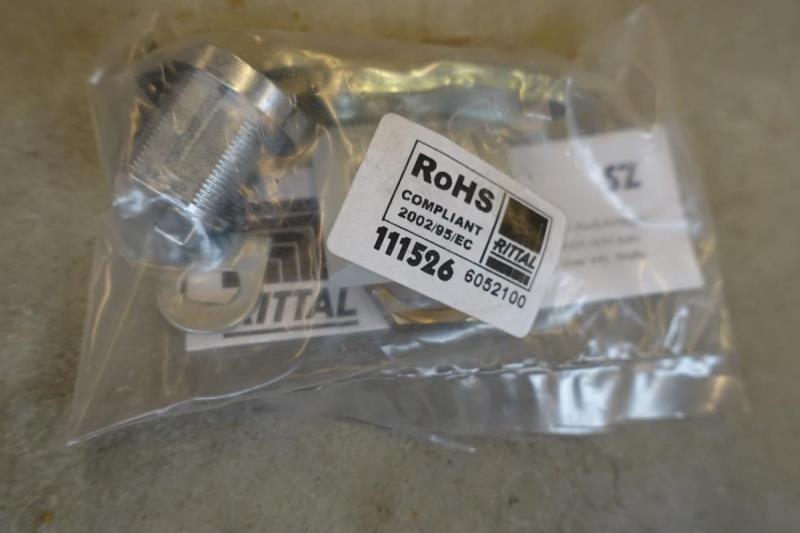 RoHS
COMPLIANT
2002/95/EC
RITTAL
111526 6052100
SZ
RITTAL